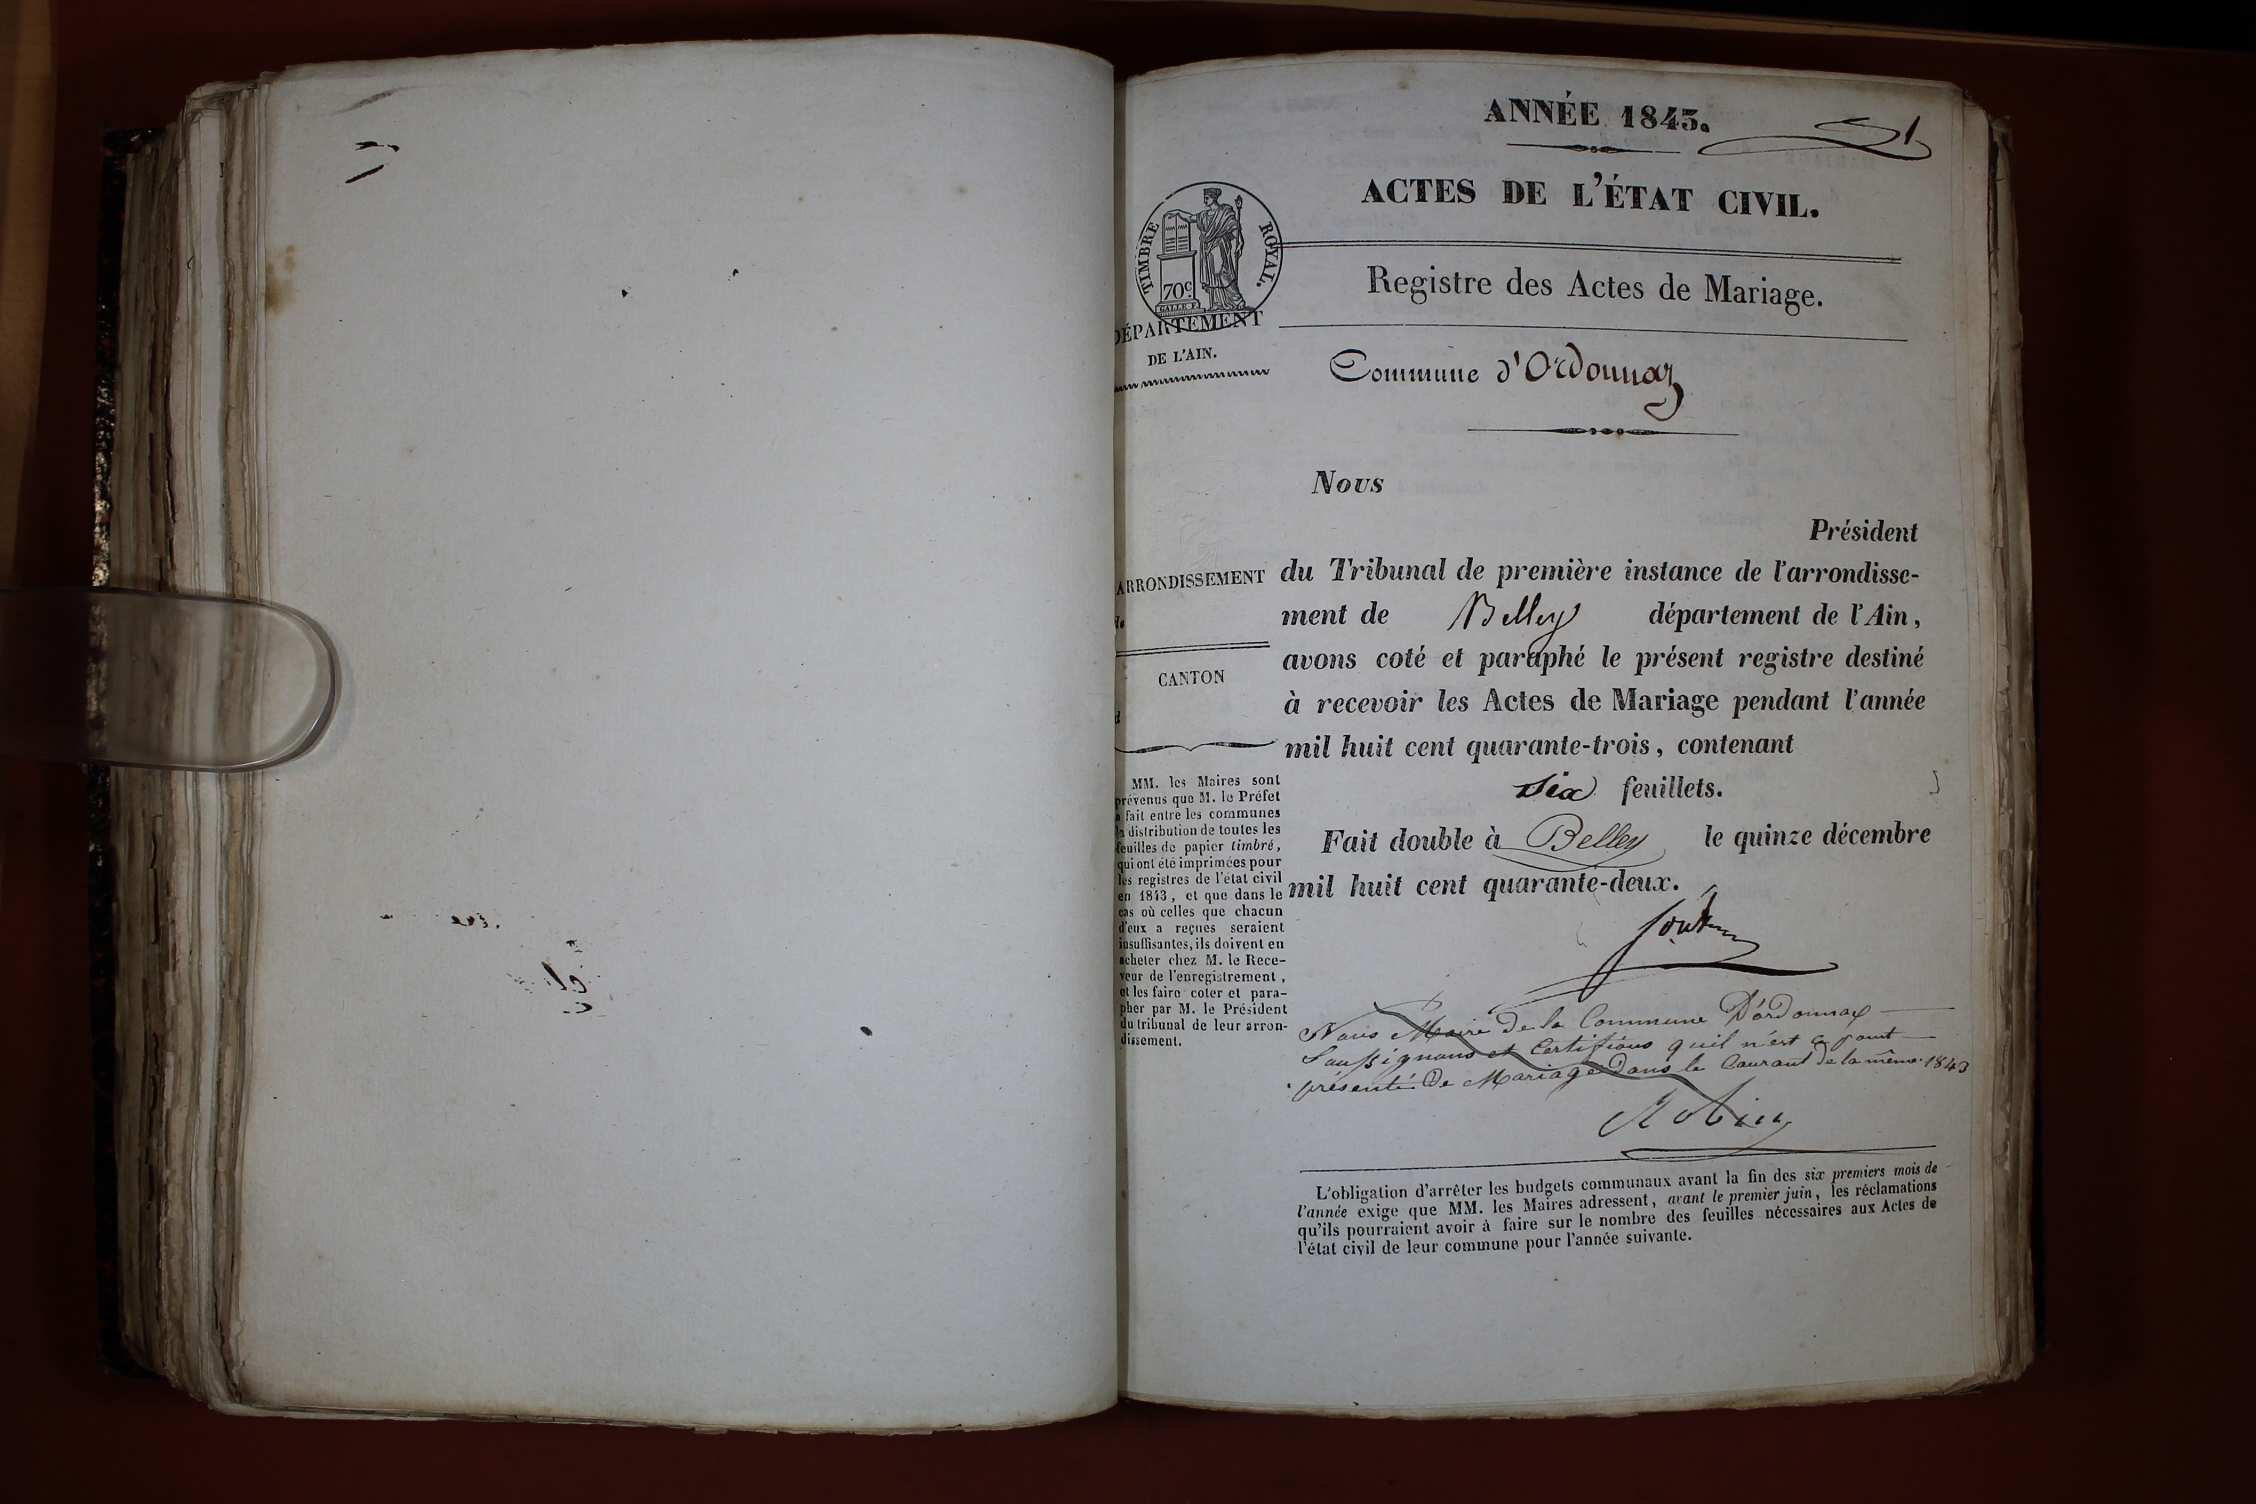 ANNÉE 1843.
1
ACTES DE L'ÉTAT CIVIL.
TIMBRE ROYAL.
70c
Registre des Actes de Mariage.
DÉPARTEMENT
DE L'AIN.
Commune d'Ordonnaz
Nous
Président
ARRONDISSEMENT
CANTON
du Tribunal de première instance de l'arrondisse-
ment de Belley département de l'Ain,
avons coté et paraphé le présent registre destiné
à recevoir les Actes de Mariage pendant l'année
mil huit cent quarante-trois, contenant
six feuillets.
Fait double à Belley le quinze décembre
mil huit cent quarante-deux.
MM. les Maires sont
prévenus que M. le Préfet
a fait entre les communes
la distribution de toutes les
feuilles de papier timbré,
qui ont été imprimées pour
les registres de l'état civil
en 1843, et que dans le
cas où celles que chacun
d'eux a reçues seraient
insuffisantes, ils doivent en
acheter chez M. le Rece-
veur de l'enregistrement,
et les faire coter et para-
pher par M. le Président
du tribunal de leur arron-
dissement.
Nous Maire de la Commune D'ordonnaz
Soussignons et Certifions quil n'est point
présenté De Mariage Dans le Courant de la même 1843
Robin
L'obligation d'arrêter les budgets communaux avant la fin des six premiers mois de
l'année exige que MM. les Maires adressent, avant le premier juin, les réclamations
qu'ils pourraient avoir à faire sur le nombre des feuilles nécessaires aux Actes de
l'état civil de leur commune pour l'année suivante.